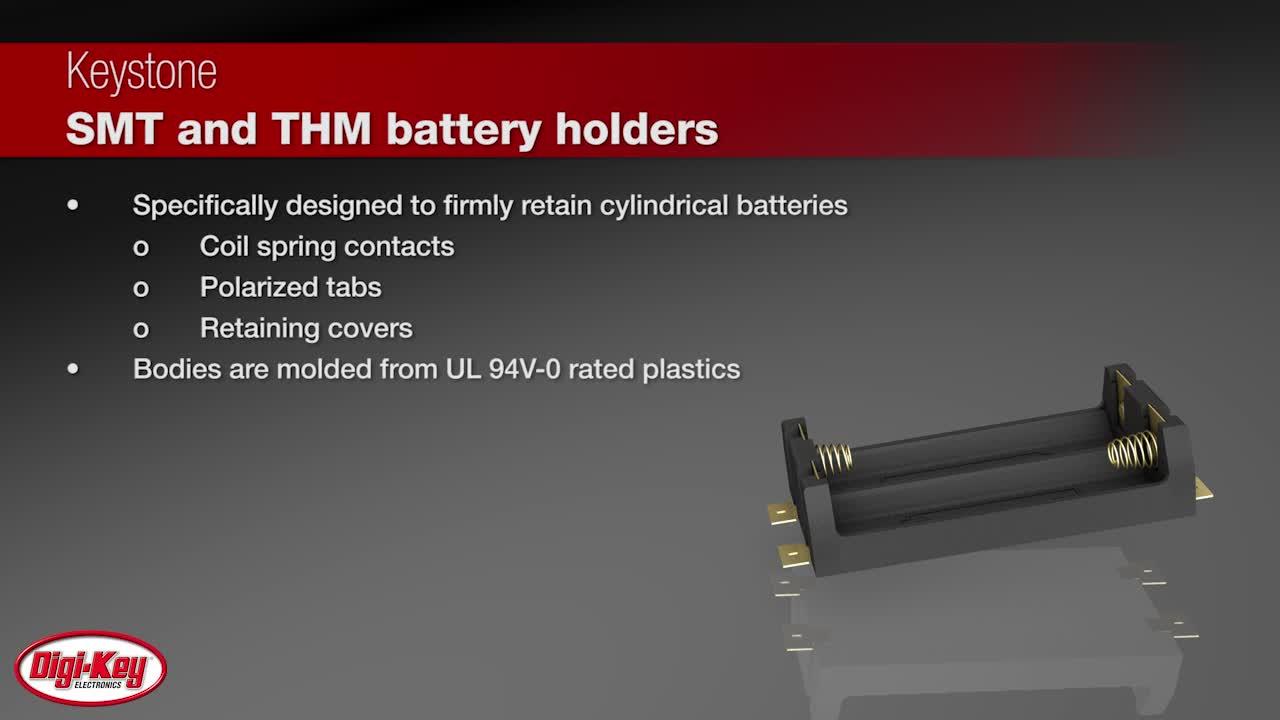 Keystone
SMT and THM battery holders
• Specifically designed to firmly retain cylindrical batteries
o Coil spring contacts
o Polarized tabs
o Retaining covers
• Bodies are molded from UL 94V-0 rated plastics
Digi-Key
ELECTRONICS